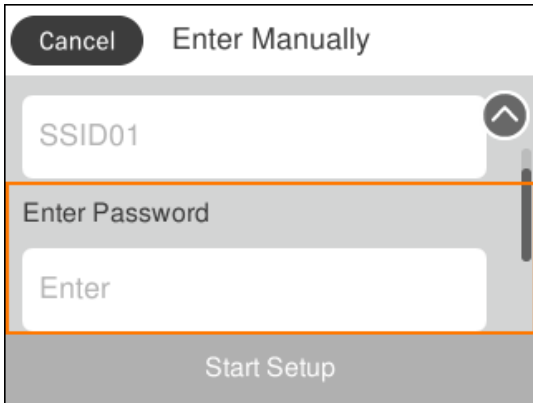 Cancel Enter Manually
SSID01
Enter Password
Enter
Start Setup